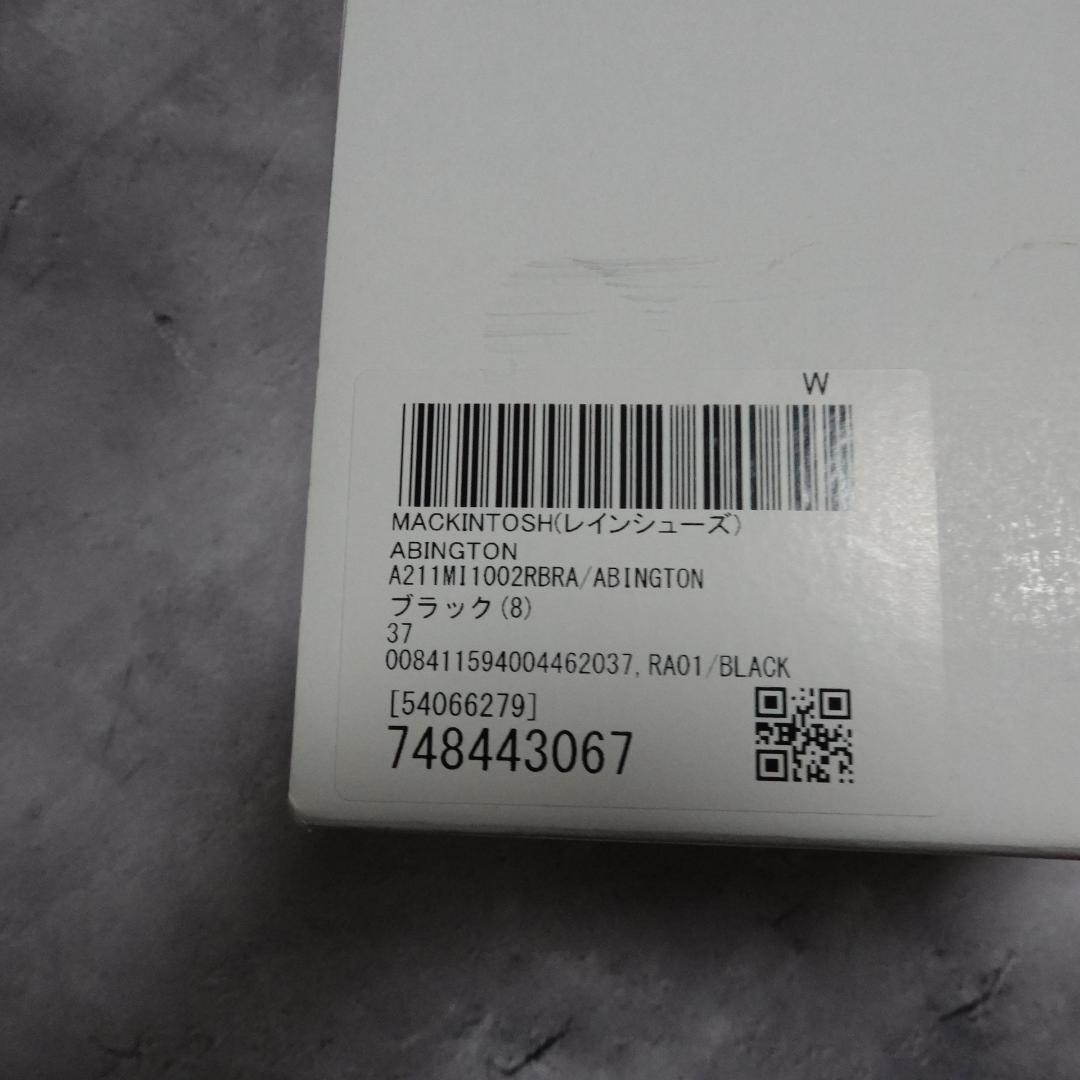 W
MACKINTOSH(レインシューズ)
ABINGTON
A211MI1002RBRA/ABINGTON
ブラック(8)
37
008411594004462037,RA01/BLACK
[54066279]
748443067